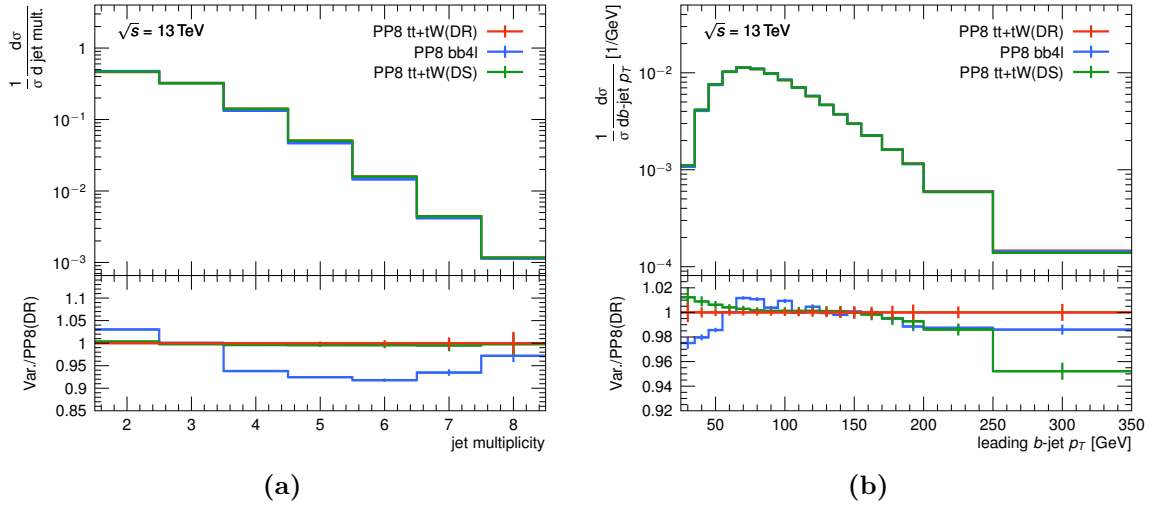 √s = 13 TeV
PP8 tt+tW(DR)
PP8 bb4l
PP8 tt+tW(DS)
1/σ dσ/d jet mult.
1
10⁻¹
10⁻²
10⁻³
Var./PP8(DR)
1.1
1.05
1
0.95
0.9
0.85
2 3 4 5 6 7 8
jet multiplicity
(a)
√s = 13 TeV
PP8 tt+tW(DR)
PP8 bb4l
PP8 tt+tW(DS)
1/σ dσ/db-jet p_T [1/GeV]
10⁻²
10⁻³
10⁻⁴
Var./PP8(DR)
1.02
1.0
0.98
0.96
0.94
0.92
50 100 150 200 250 300 350
leading b-jet p_T [GeV]
(b)